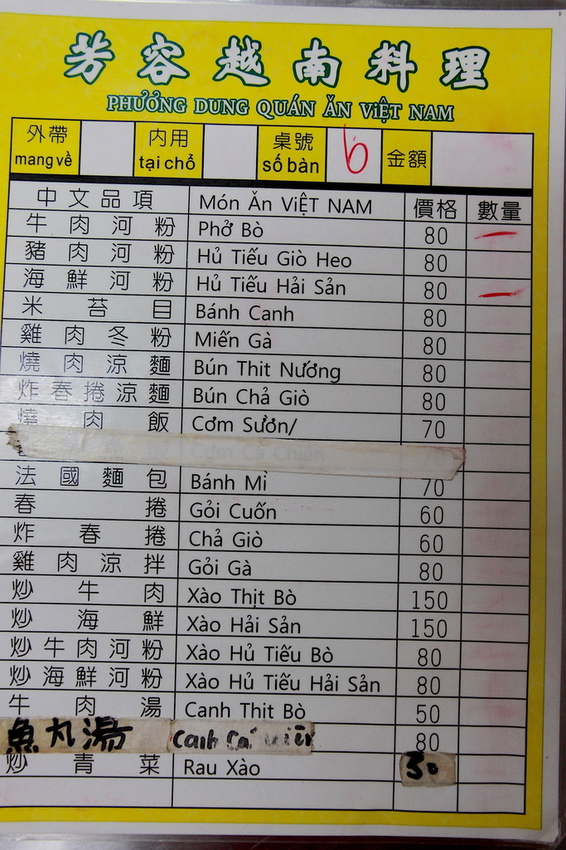 芳容越南料理
PHƯỞNG DUNG QUÁN ĂN ViỆT NAM
外帶 mang về 內用 tại chổ 桌號 số bàn 6 金額
中文品項 Món Ăn ViỆT NAM 價格 數量
牛肉河粉 Phở Bò 80
豬肉河粉 Hủ Tiếu Giò Heo 80
海鮮河粉 Hủ Tiếu Hải Sản 80
米苔目 Bánh Canh 80
雞肉冬粉 Miến Gà 80
燒肉涼麵 Bún Thit Nướng 80
炸春捲涼麵 Bún Chả Giò 80
燒肉飯 Cơm Sườn/ 70
Cơm Cá Chiên 70
法國麵包 Bánh Mì 70
春捲 Gỏi Cuốn 60
炸春捲 Chả Giò 60
雞肉涼拌 Gỏi Gà 80
炒牛肉 Xào Thịt Bò 150
炒海鮮 Xào Hải Sản 150
炒牛肉河粉 Xào Hủ Tiếu Bò 80
炒海鮮河粉 Xào Hủ Tiếu Hải Sản 80
牛肉湯 Canh Thịt Bò 50
魚丸湯 Canh Cá viên 80
炒青菜 Rau Xào 30